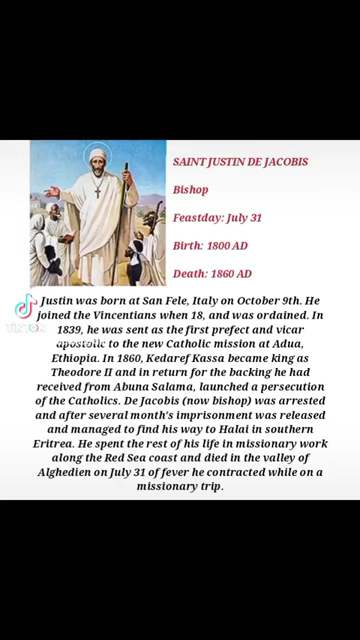 SAINT JUSTIN DE JACOBIS
Bishop
Feastday: July 31
Birth: 1800 AD
Death: 1860 AD
Justin was born at San Fele, Italy on October 9th. He
joined the Vincentians when 18, and was ordained. In
1839, he was sent as the first prefect and vicar
apostolic to the new Catholic mission at Adua,
Ethiopia. In 1860, Kedaref Kassa became king as
Theodore II and in return for the backing he had
received from Abuna Salama, launched a persecution
of the Catholics. De Jacobis (now bishop) was arrested
and after several month's imprisonment was released
and managed to find his way to Halai in southern
Eritrea. He spent the rest of his life in missionary work
along the Red Sea coast and died in the valley of
Alghedien on July 31 of fever he contracted while on a
missionary trip.